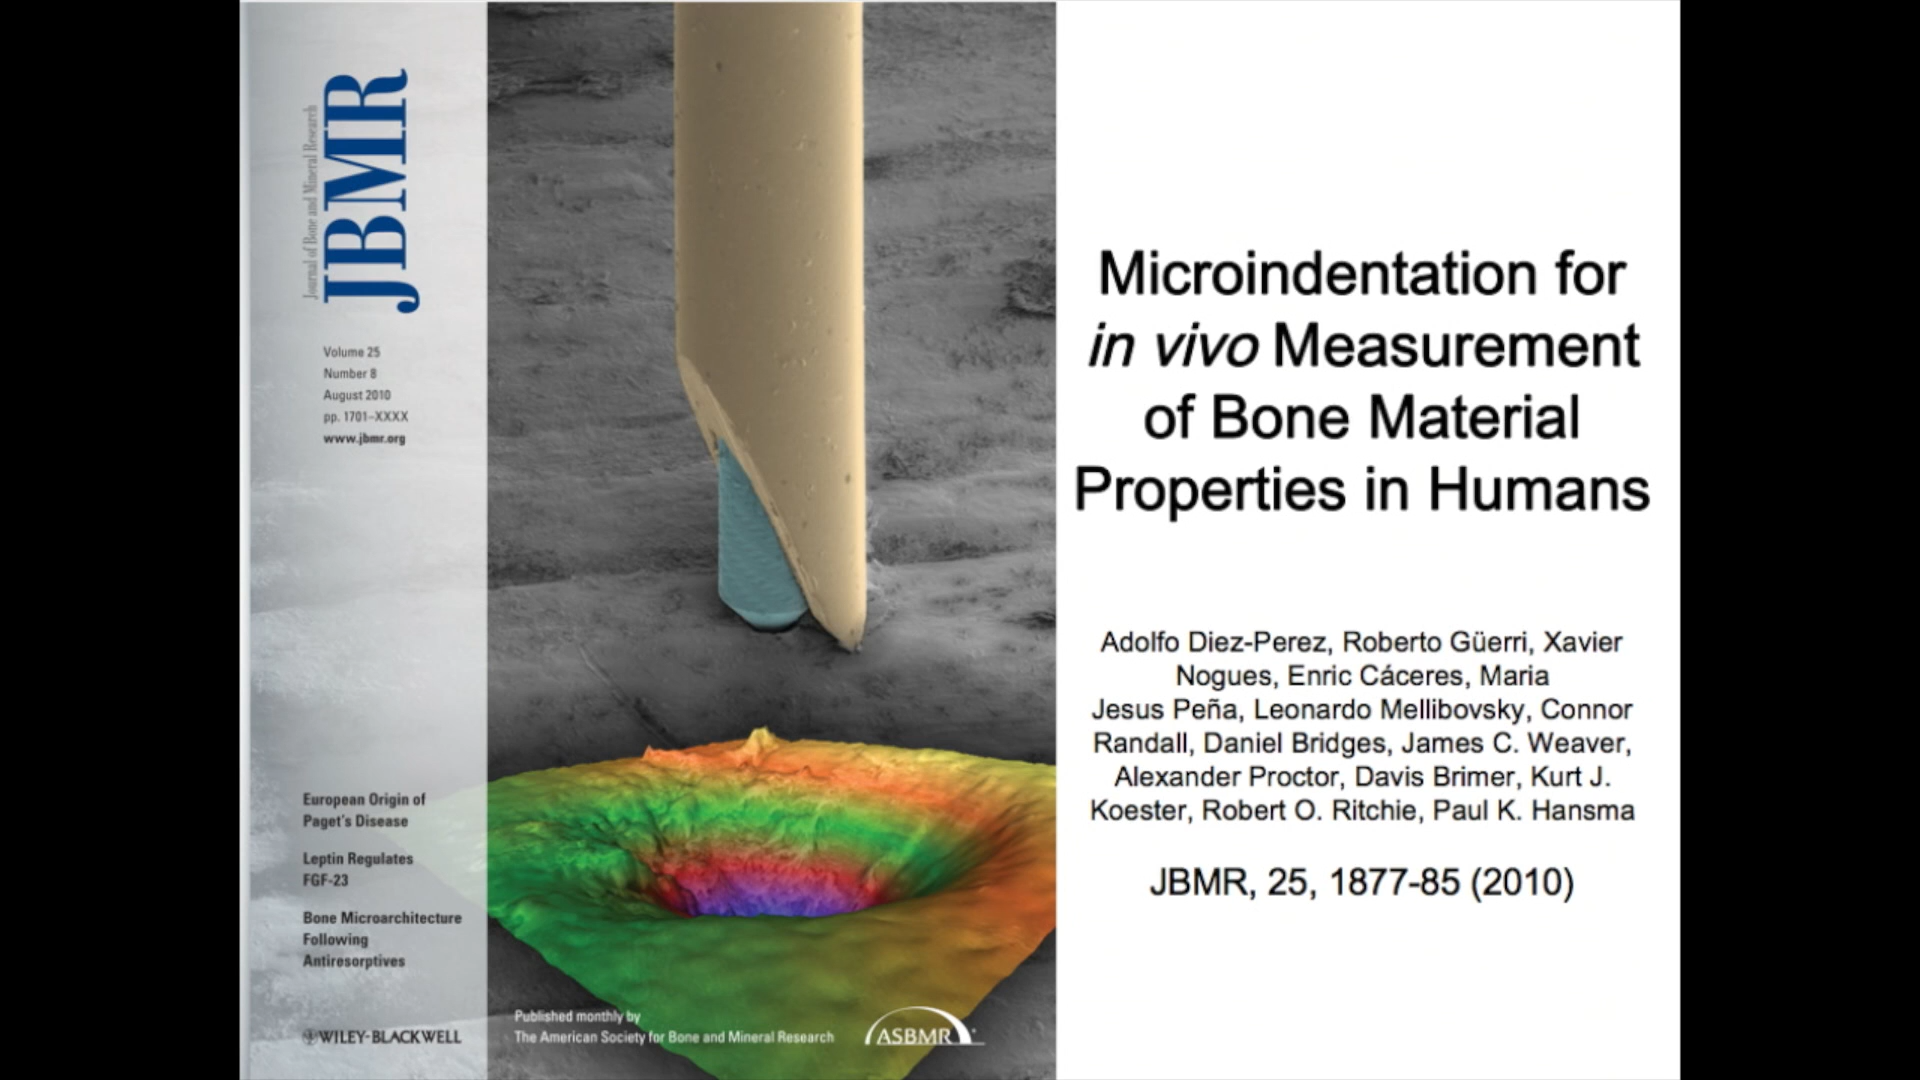 Journal of Bone and Mineral Research
JBMR
Volume 25
Number 8
August 2010
pp. 1701–XXXX
www.jbmr.org
European Origin of
Paget's Disease
Leptin Regulates
FGF-23
Bone Microarchitecture
Following
Antiresorptives
WILEY-BLACKWELL
Published monthly by
The American Society for Bone and Mineral Research
ASBMR
Microindentation for
in vivo Measurement
of Bone Material
Properties in Humans
Adolfo Diez-Perez, Roberto Güerri, Xavier
Nogues, Enric Cáceres, Maria
Jesus Peña, Leonardo Mellibovsky, Connor
Randall, Daniel Bridges, James C. Weaver,
Alexander Proctor, Davis Brimer, Kurt J.
Koester, Robert O. Ritchie, Paul K. Hansma
JBMR, 25, 1877-85 (2010)